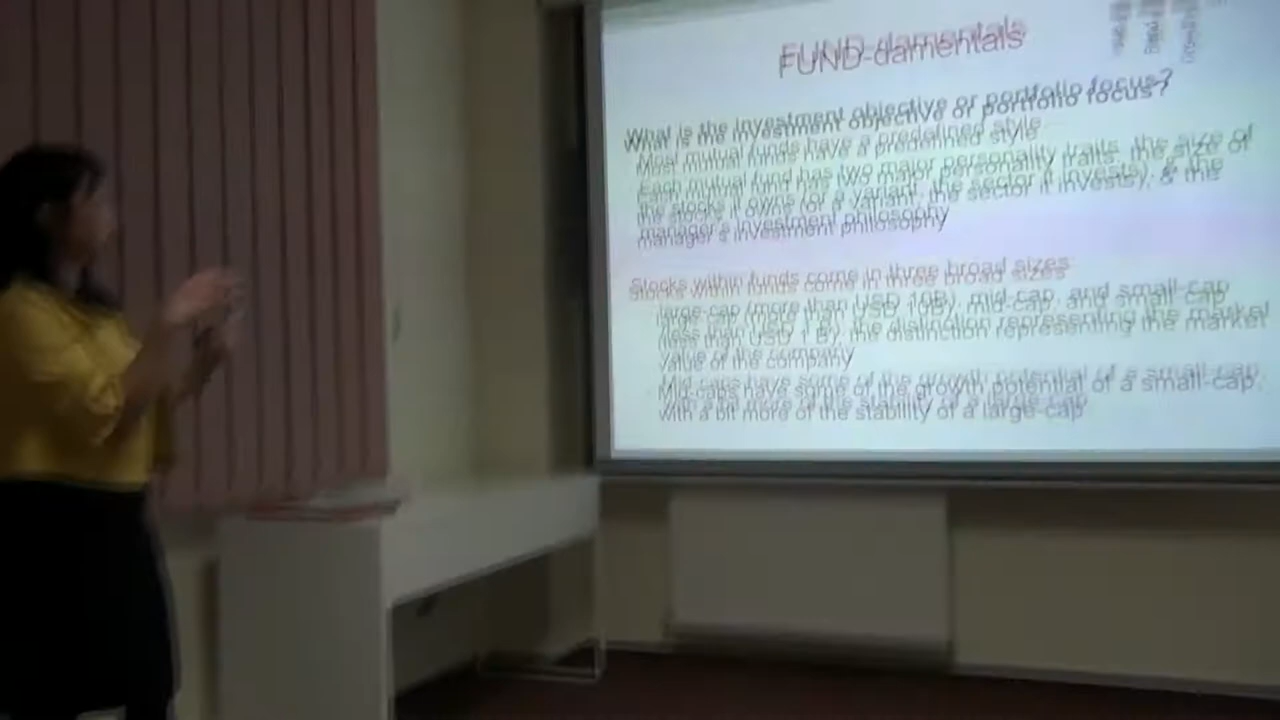 FUND-damentals
What is the investment objective or portfolio focus?
Most mutual funds have a predefined style
Each mutual fund has two major personality traits, the size of
the stocks it owns (or a variant, the sector it invests), & the
manager's investment philosophy
Stocks within funds come in three broad sizes
large-cap (more than USD 10B), mid-cap, and small-cap
(less than USD 1 B), the distinction representing the market
value of the company
Mid-caps have some of the growth potential of a small-cap,
with a bit more of the stability of a large-cap